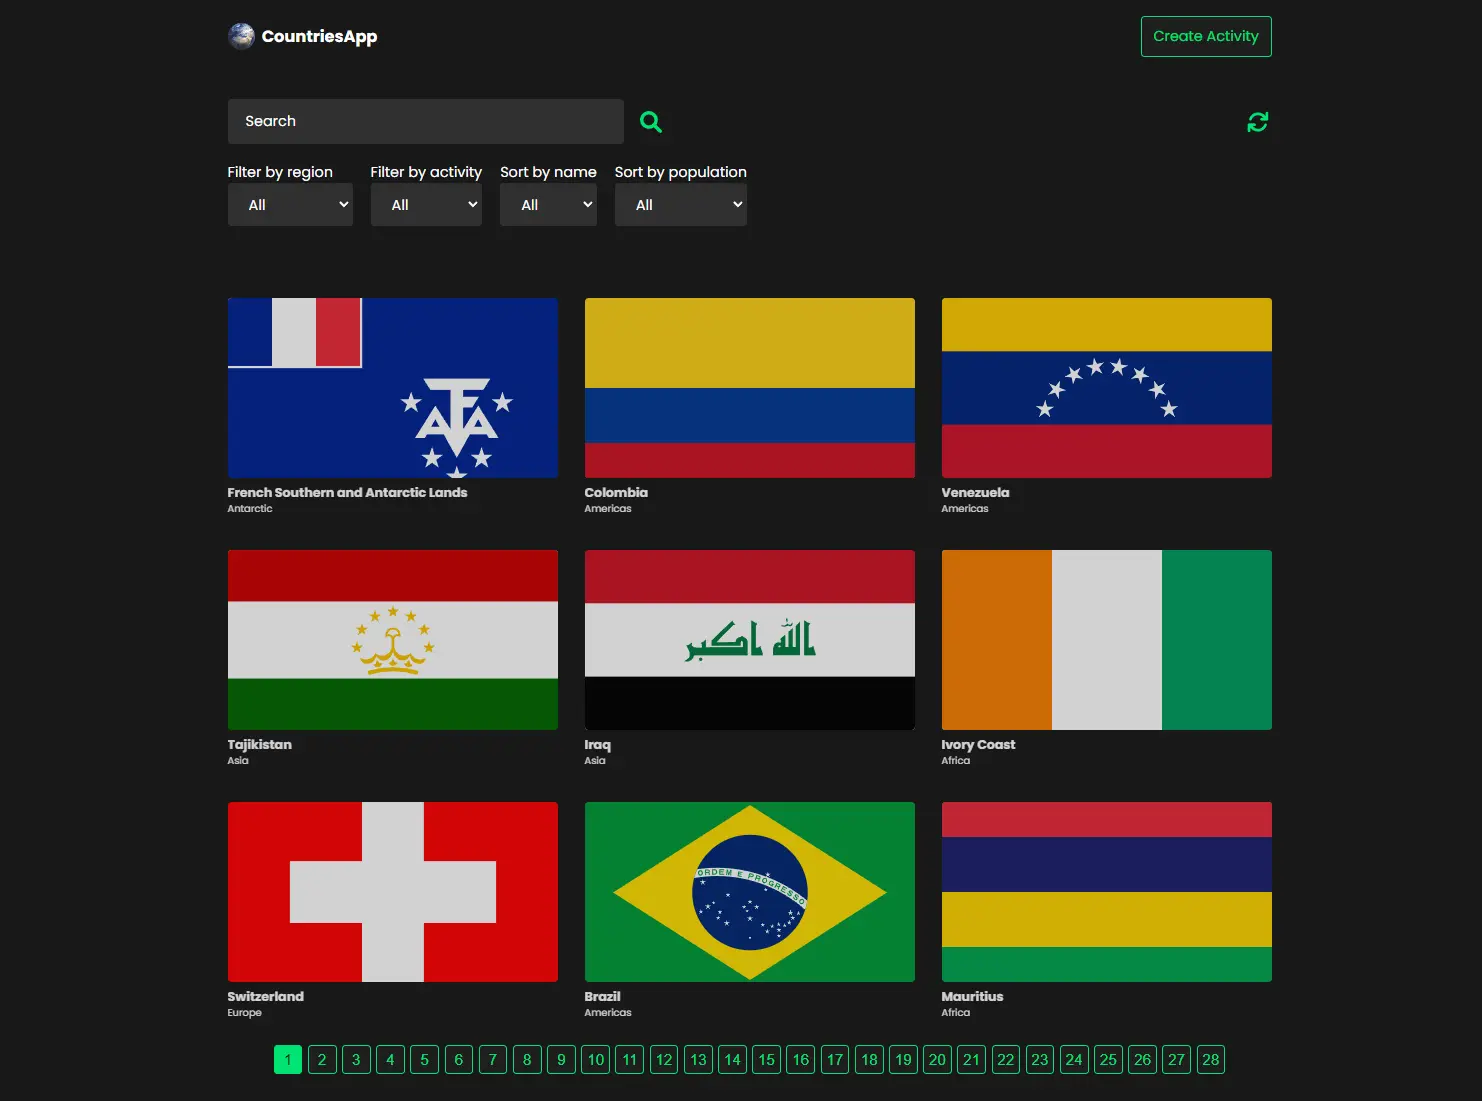 CountriesApp
Create Activity
Search
Filter by region
Filter by activity
Sort by name
Sort by population
All
All
All
All
French Southern and Antarctic Lands
Antarctic
Colombia
Americas
Venezuela
Americas
الله اكبر
Tajikistan
Asia
Iraq
Asia
Ivory Coast
Africa
ORDEM E PROGRESSO
Switzerland
Europe
Brazil
Americas
Mauritius
Africa
1 2 3 4 5 6 7 8 9 10 11 12 13 14 15 16 17 18 19 20 21 22 23 24 25 26 27 28